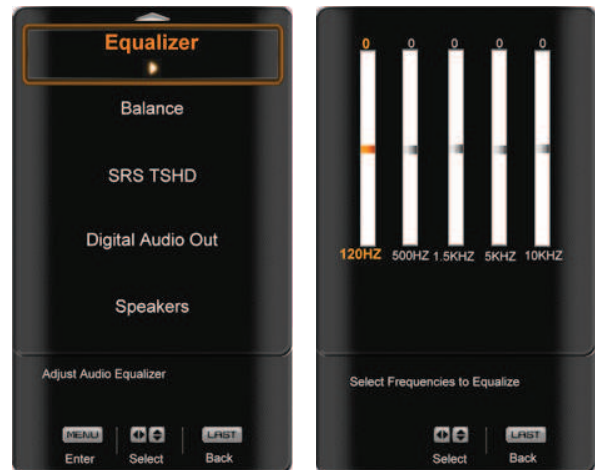 Equalizer
Balance
SRS TSHD
Digital Audio Out
Speakers
Adjust Audio Equalizer
MENU LAST
Enter Select Back
0 0 0 0 0
120HZ 500HZ 1.5KHZ 5KHZ 10KHZ
Select Frequencies to Equalize
LAST
Select Back